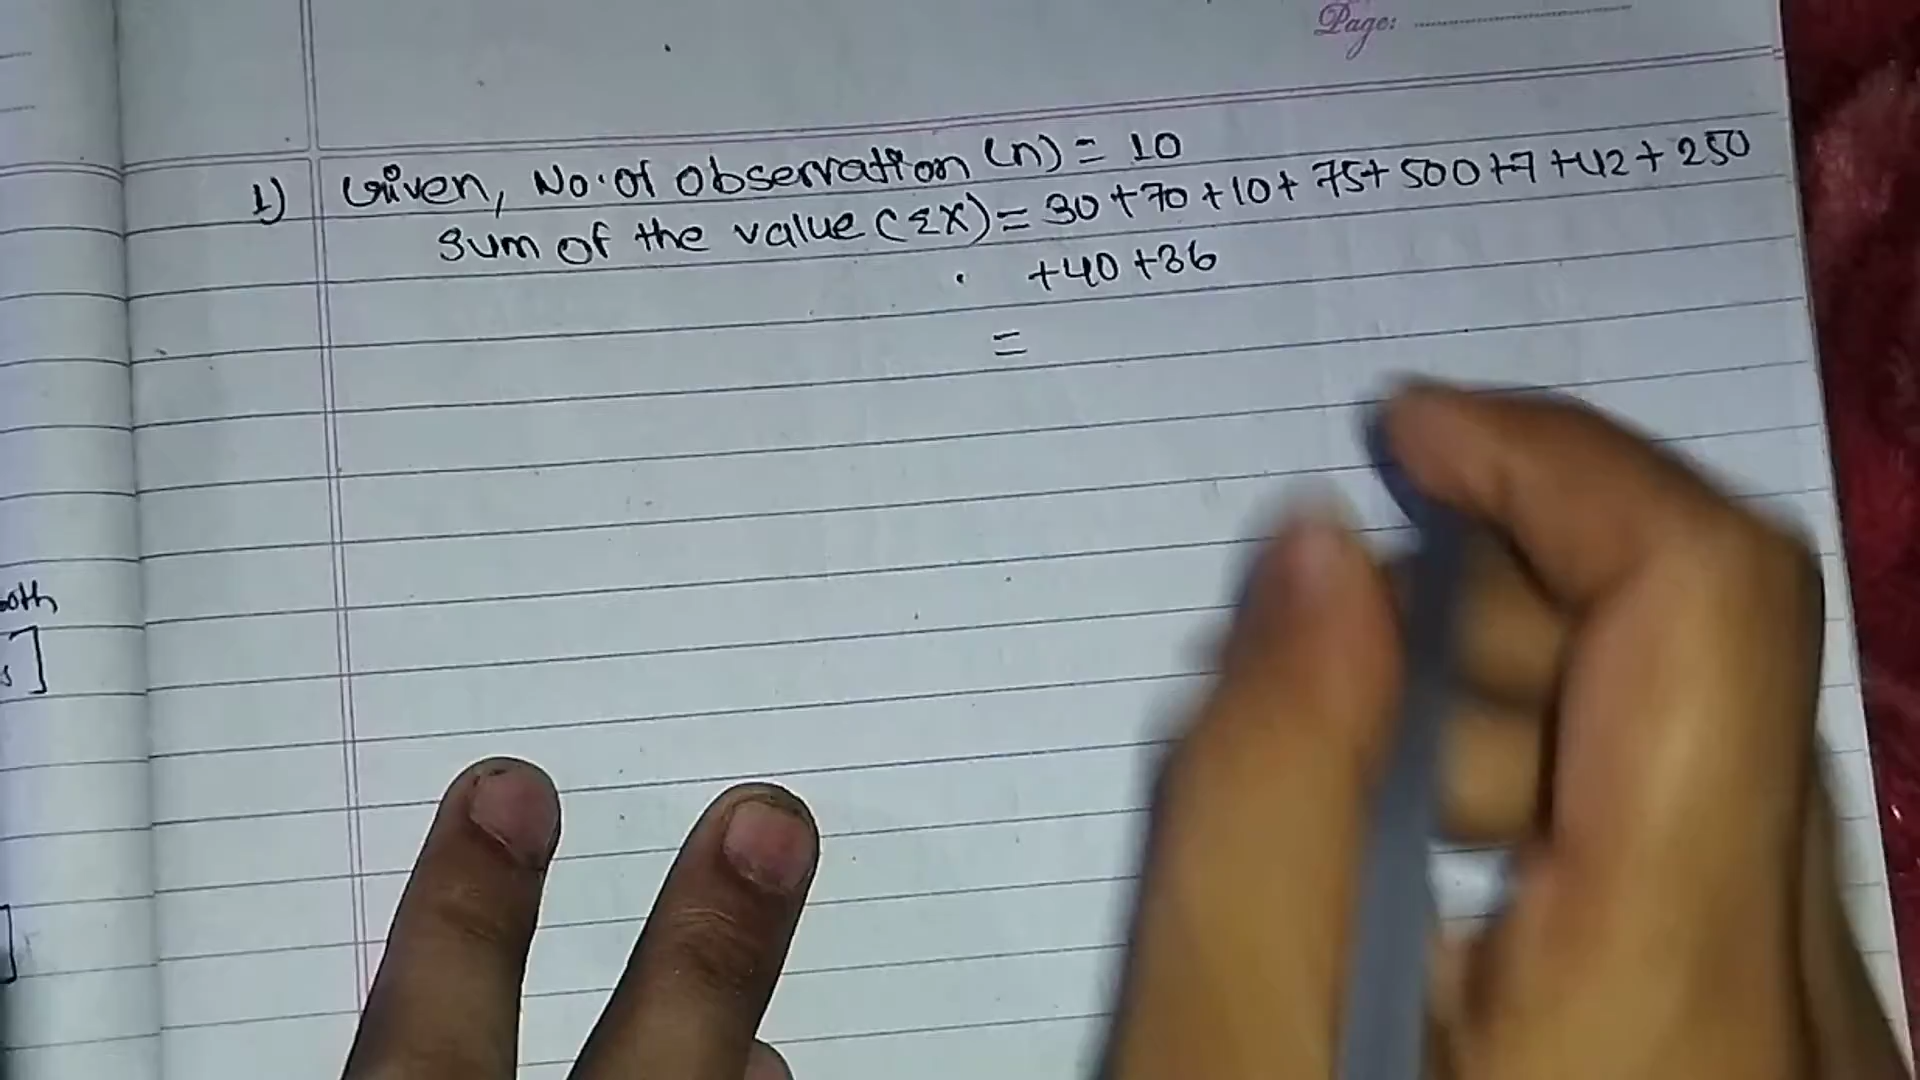 Page:
1) Given, No. of observation (n) = 10
Sum of the value (ΣX) = 30 + 70 + 10 + 75 + 500 + 7 + 42 + 250
+ 40 + 36
=
s]
]